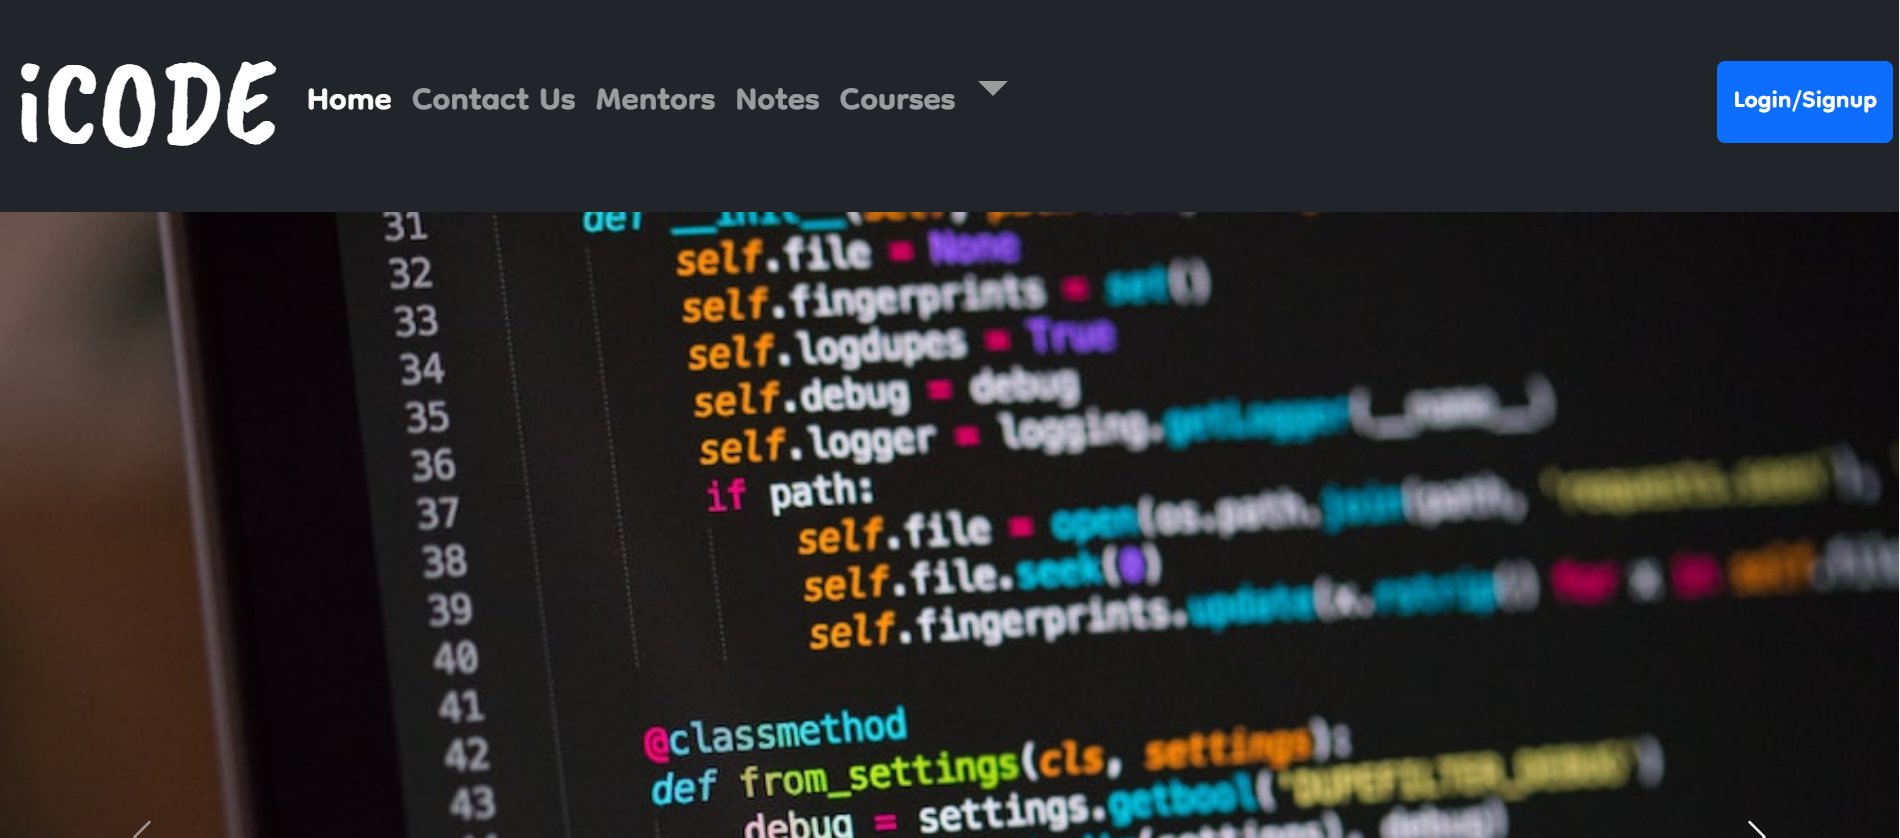 iCODE
Home Contact Us Mentors Notes Courses
Login/Signup
31 def __init__(self,
32 self.file = None
33 self.fingerprints = set()
34 self.logdupes = True
35 self.debug = debug
36 self.logger = logging.getLogger(__name__)
37 if path:
38 self.file = open(os.path.join(path, 'requests.seen'),
39 self.file.seek(0)
40 self.fingerprints.update(x.rstrip() for x in self.file
41
42 @classmethod
43 def from_settings(cls, settings):
debug = settings.getbool('DUPEFILTER_DEBUG')